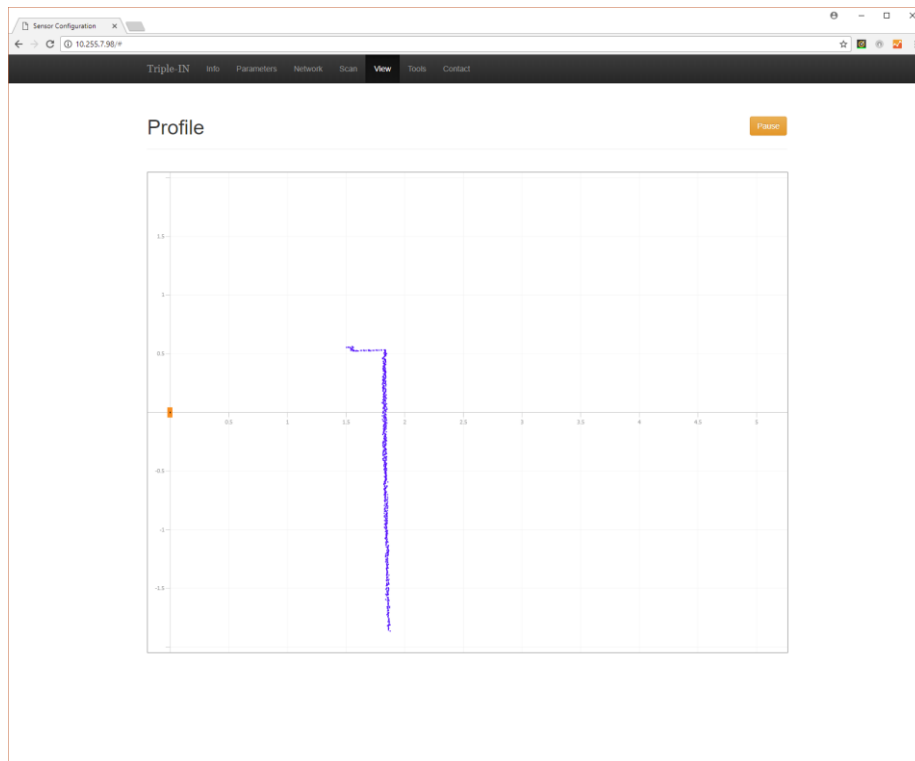 Sensor Configuration
10.255.7.98/#
Triple-IN Info Parameters Network Scan View Tools Contact
Profile
Pause
1.5
1
0.5
0.5 1 1.5 2 2.5 3 3.5 4 4.5 5
-0.5
-1
-1.5